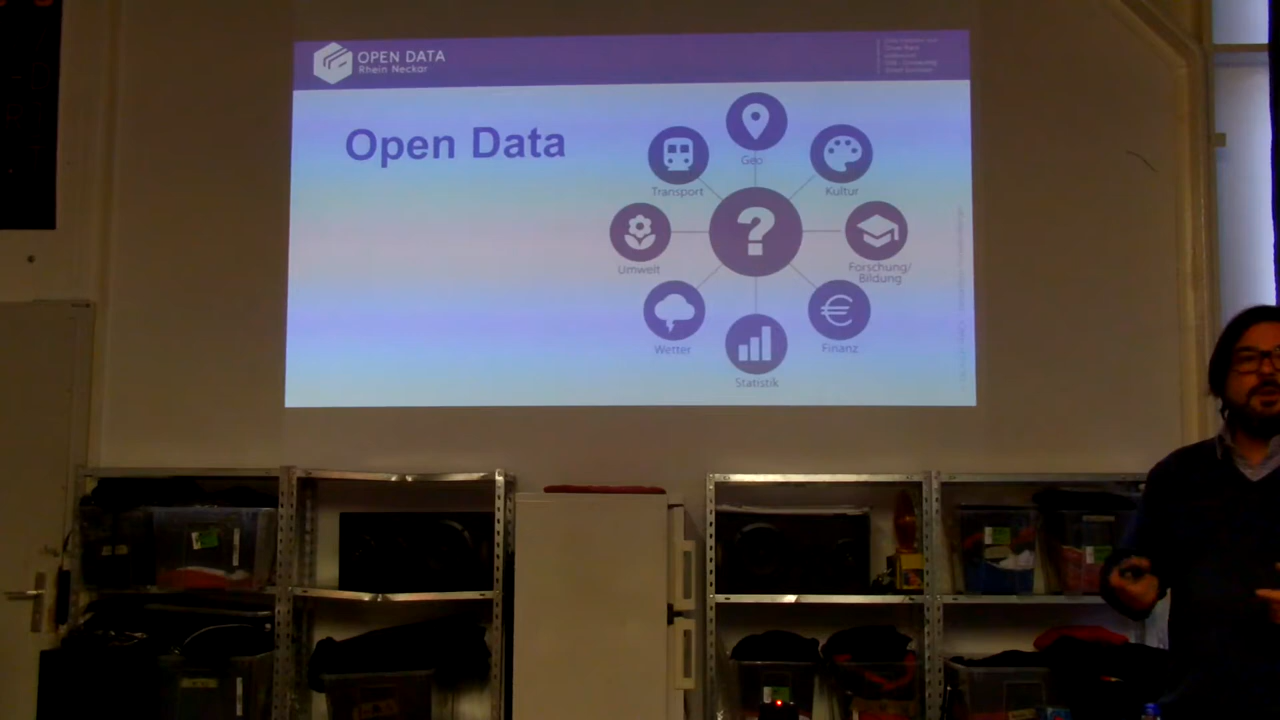 OPEN DATA
Rhein Neckar
Open Data
Geo
Transport
Kultur
Umwelt
Forschung/
Bildung
Wetter
Finanz
Statistik